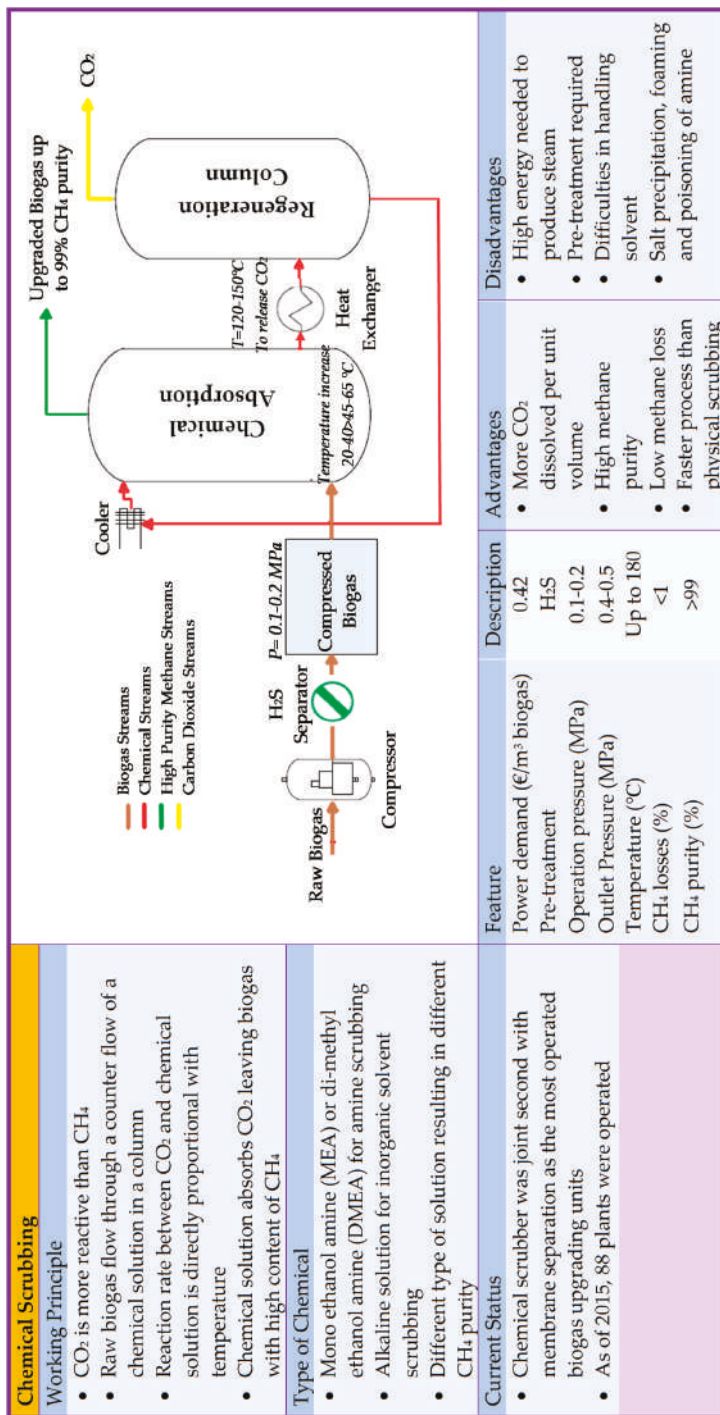 Chemical Scrubbing
Working Principle
• CO₂ is more reactive than CH₄
• Raw biogas flow through a counter flow of a
chemical solution in a column
• Reaction rate between CO₂ and chemical
solution is directly proportional with
temperature
• Chemical solution absorbs CO₂ leaving biogas
with high content of CH₄
Type of Chemical
• Mono ethanol amine (MEA) or di-methyl
ethanol amine (DMEA) for amine scrubbing
• Alkaline solution for inorganic solvent
scrubbing
• Different type of solution resulting in different
CH₄ purity
Current Status
• Chemical scrubber was joint second with
membrane separation as the most operated
biogas upgrading units
• As of 2015, 88 plants were operated
Biogas Streams
Chemical Streams
High Purity Methane Streams
Carbon Dioxide Streams
Raw Biogas
Compressor
H₂S
Separator
P= 0.1-0.2 MPa
Compressed
Biogas
Cooler
Chemical
Absorption
Temperature increase
20-40>45-65 ℃
Upgraded Biogas up
to 99% CH₄ purity
T=120-150℃
To release CO₂
Heat
Exchanger
Regeneration
Column
CO₂
Feature
Description
Power demand (€/m³ biogas)
0.42
Pre-treatment
H₂S
Operation pressure (MPa)
0.1-0.2
Outlet Pressure (MPa)
0.4-0.5
Temperature (°C)
Up to 180
CH₄ losses (%)
<1
CH₄ purity (%)
>99
Advantages
• More CO₂
dissolved per unit
volume
• High methane
purity
• Low methane loss
• Faster process than
physical scrubbing
Disadvantages
• High energy needed to
produce steam
• Pre-treatment required
• Difficulties in handling
solvent
• Salt precipitation, foaming
and poisoning of amine